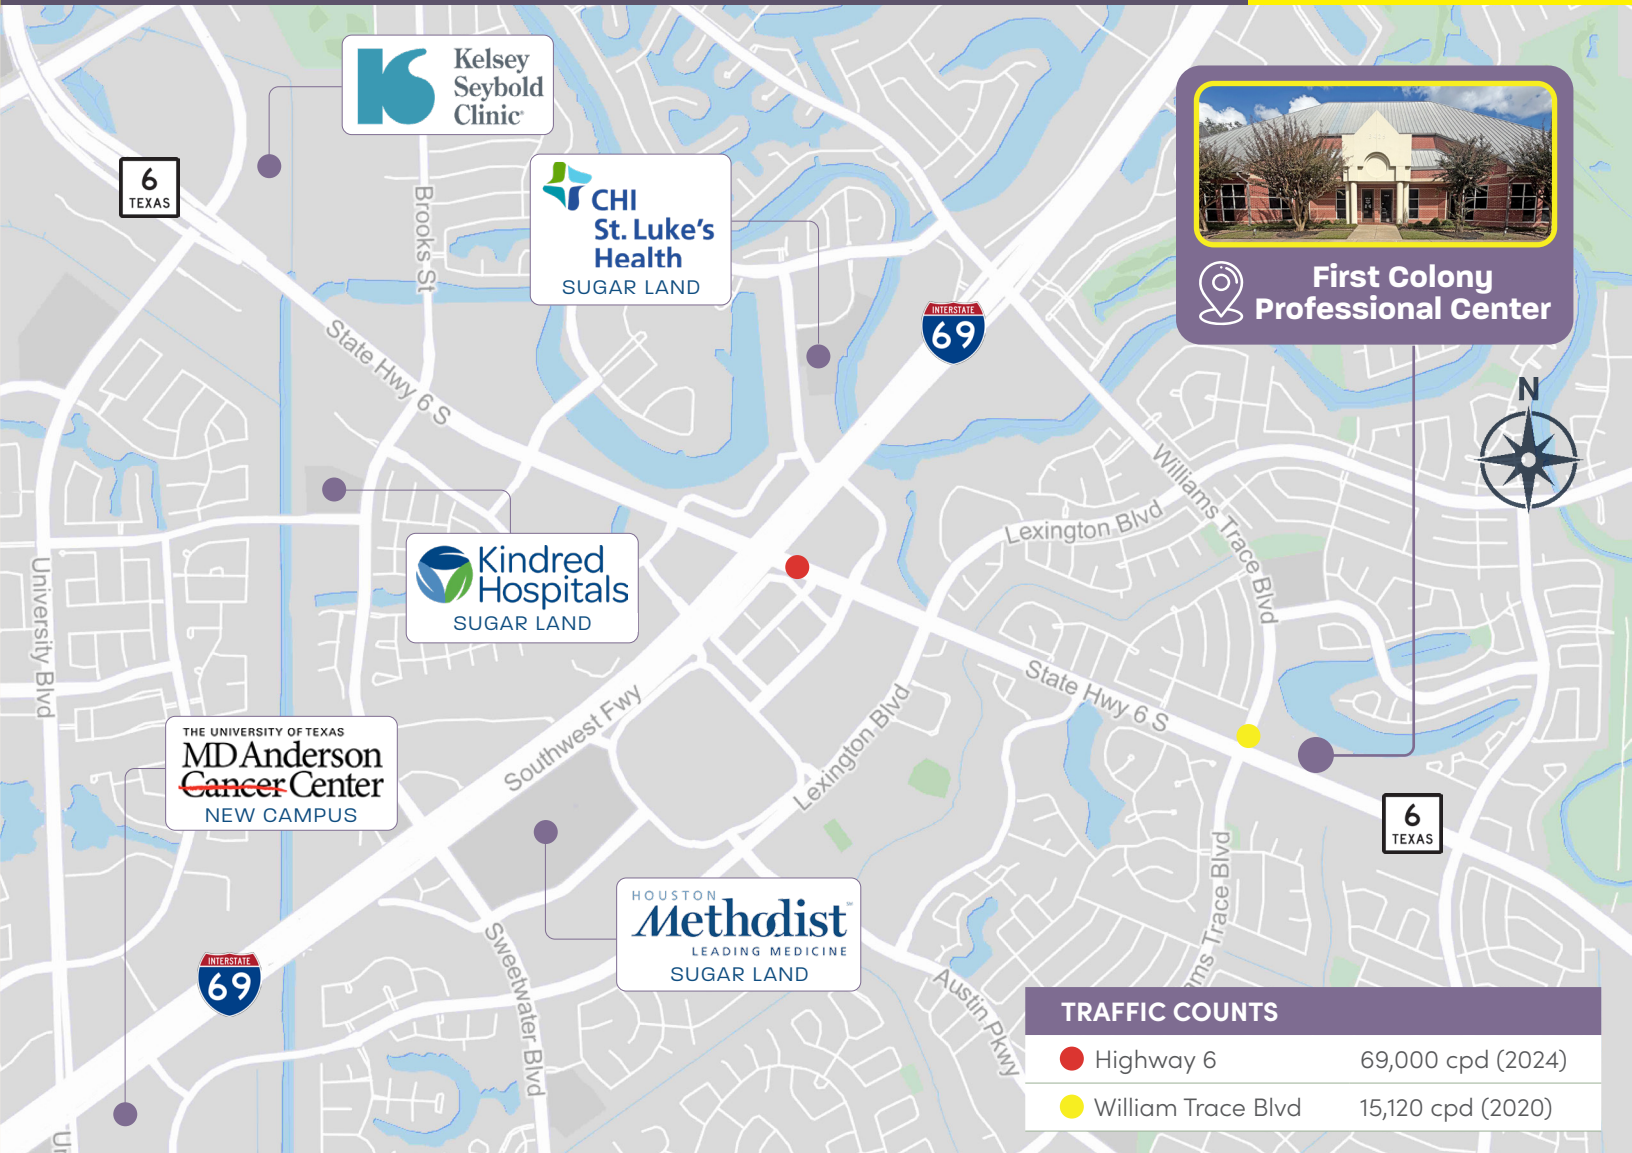 Kelsey
Seybold
Clinic
6
TEXAS
Brooks St
CHI
St. Luke's
Health
SUGAR LAND
INTERSTATE
69
First Colony
Professional Center
N
State Hwy 6 S
Williams Trace Blvd
Lexington Blvd
Kindred
Hospitals
SUGAR LAND
University Blvd
State Hwy 6 S
Southwest Fwy
Lexington Blvd
THE UNIVERSITY OF TEXAS
MD Anderson
Cancer Center
NEW CAMPUS
6
TEXAS
HOUSTON
Methodist
LEADING MEDICINE
SUGAR LAND
ams Trace Blvd
Sweetwater Blvd
INTERSTATE
69
Austin Pkwy
Un
TRAFFIC COUNTS
Highway 6 69,000 cpd (2024)
William Trace Blvd 15,120 cpd (2020)